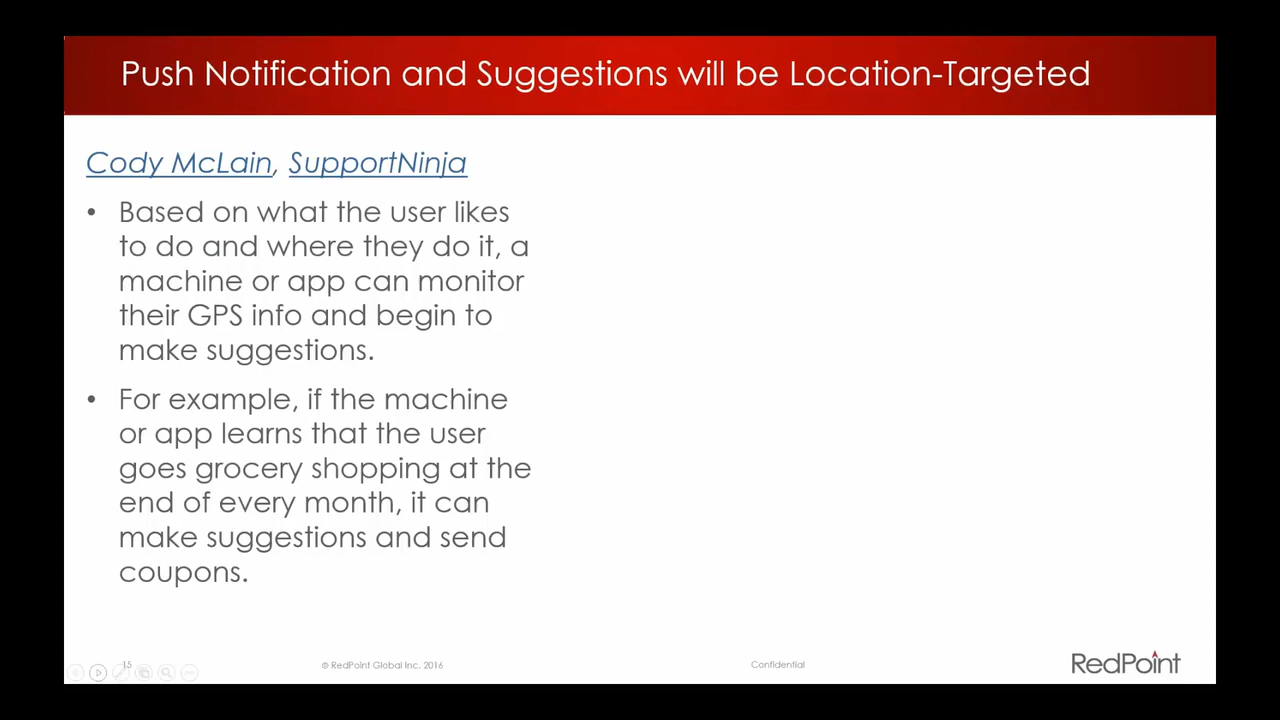 Push Notification and Suggestions will be Location-Targeted
Cody McLain, SupportNinja
• Based on what the user likes
to do and where they do it, a
machine or app can monitor
their GPS info and begin to
make suggestions.
• For example, if the machine
or app learns that the user
goes grocery shopping at the
end of every month, it can
make suggestions and send
coupons.
15
© RedPoint Global Inc. 2016
Confidential
RedPoint